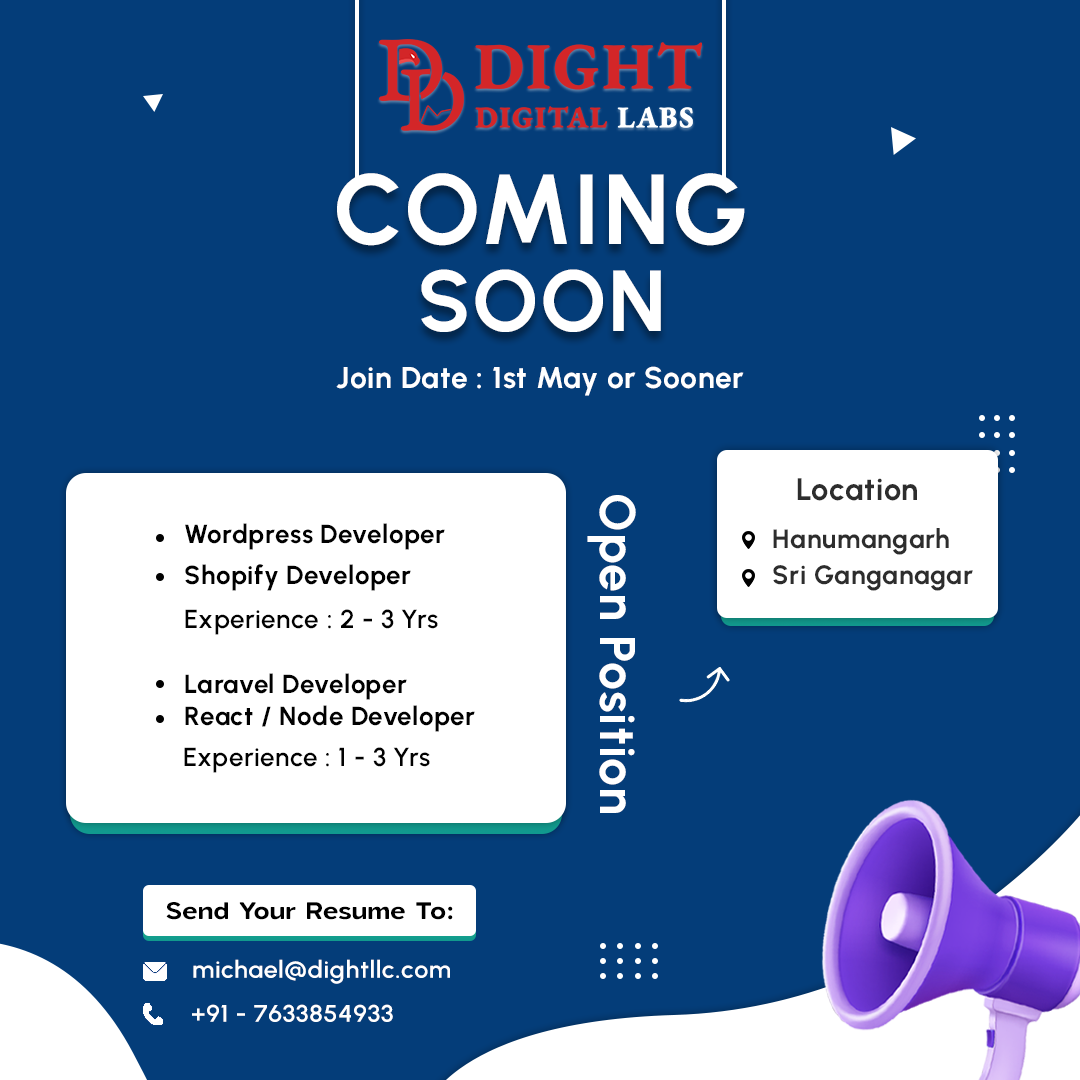 DIGHT
DIGITAL LABS
COMING
SOON
Join Date : 1st May or Sooner
• Wordpress Developer
• Shopify Developer
Experience : 2 - 3 Yrs
• Laravel Developer
• React / Node Developer
Experience : 1 - 3 Yrs
Open Position
Location
Hanumangarh
Sri Ganganagar
Send Your Resume To:
michael@dightllc.com
+91 - 7633854933